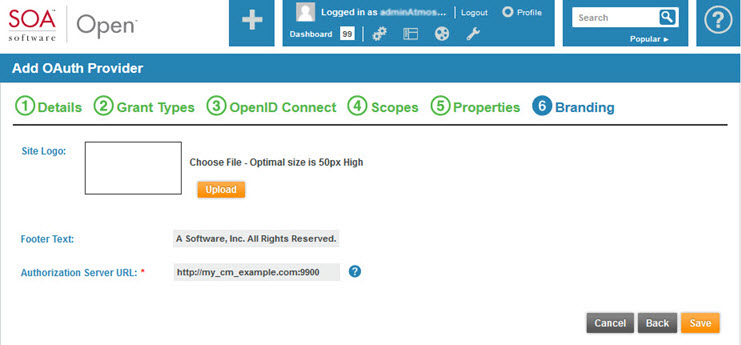 SOA
software
Open
+
Logged in as adminAtmos...
Logout
Profile
Dashboard 99
Search
Popular ►
?
Add OAuth Provider
1 Details
2 Grant Types
3 OpenID Connect
4 Scopes
5 Properties
6 Branding
Site Logo:
Choose File - Optimal size is 50px High
Upload
Footer Text:
A Software, Inc. All Rights Reserved.
Authorization Server URL: *
http://my_cm_example.com:9900
?
Cancel
Back
Save